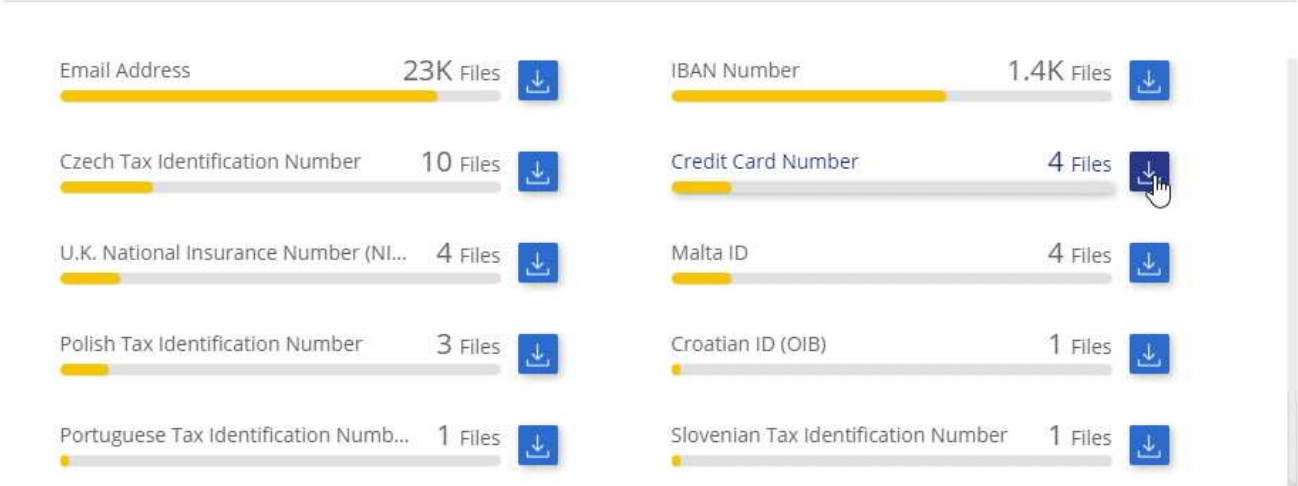 Email Address 23K Files
IBAN Number 1.4K Files
Czech Tax Identification Number 10 Files
Credit Card Number 4 Files
U.K. National Insurance Number (NI... 4 Files
Malta ID 4 Files
Polish Tax Identification Number 3 Files
Croatian ID (OIB) 1 Files
Portuguese Tax Identification Numb... 1 Files
Slovenian Tax Identification Number 1 Files